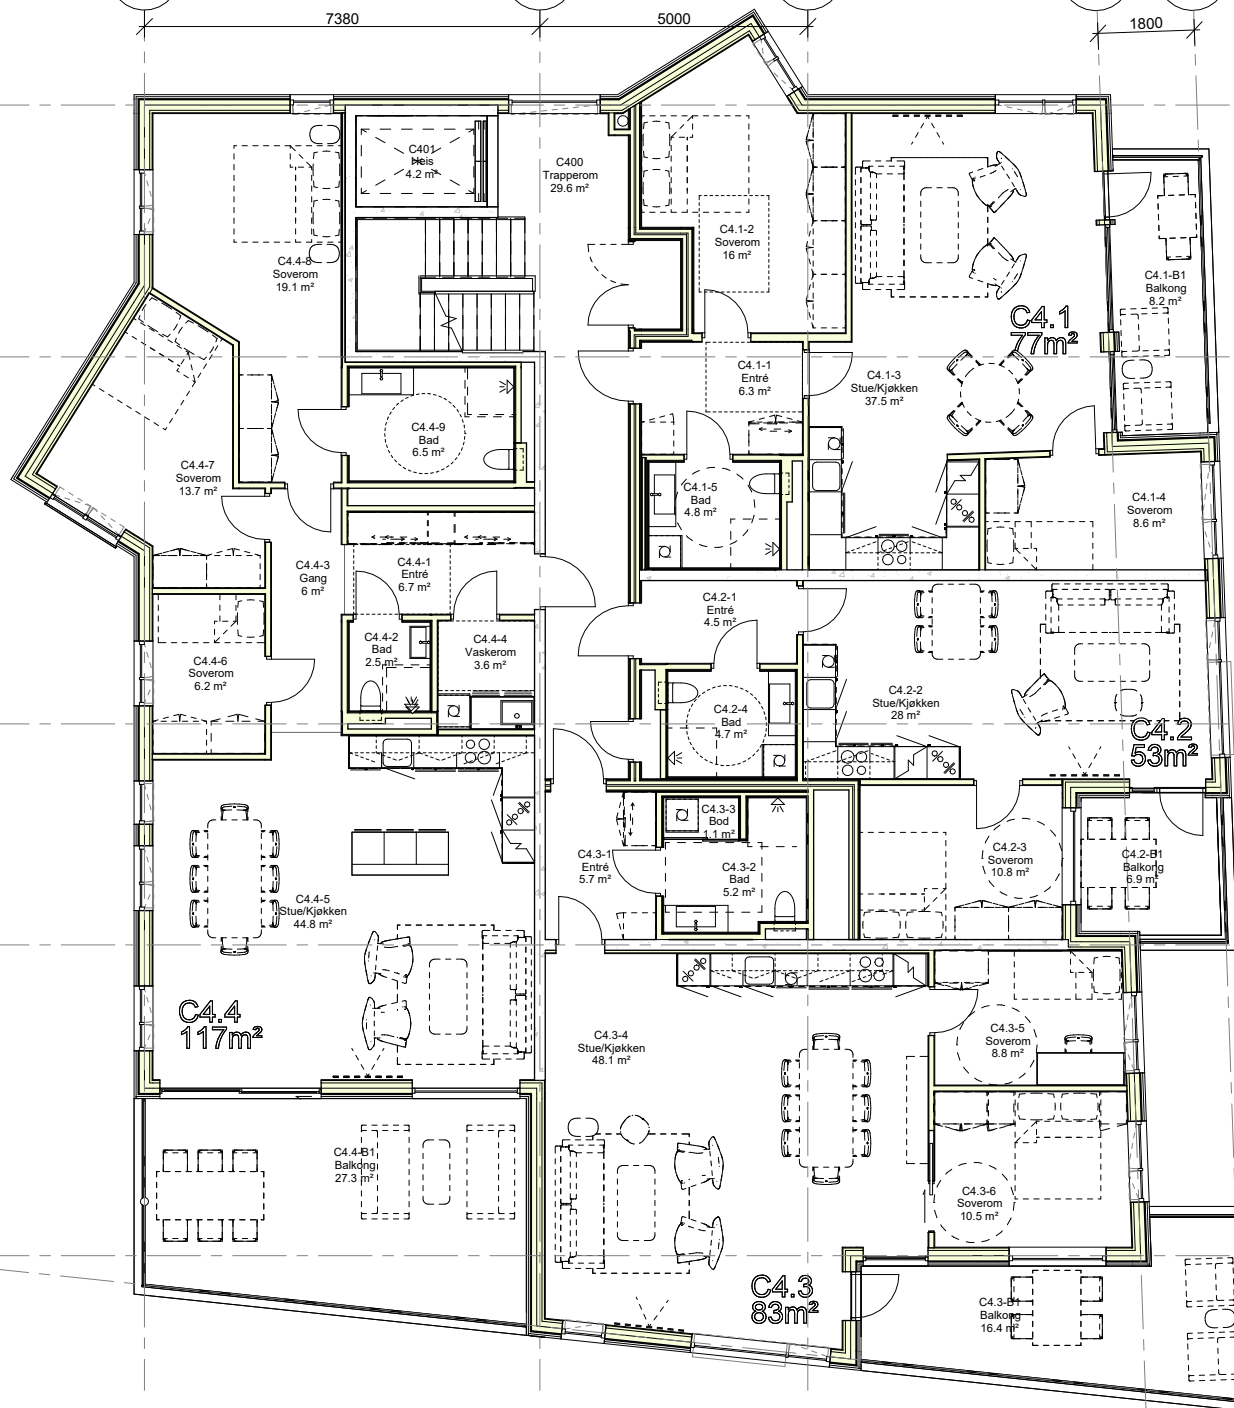 7380
5000
1800
C401
Heis
4.2 m²
C400
Trapperom
29.6 m²
C4.4-8
Soverom
19.1 m²
C4.1-2
Soverom
16 m²
C4.1-B1
Balkong
8.2 m²
C4.1
77m²
C4.1-1
Entré
6.3 m²
C4.1-3
Stue/Kjøkken
37.5 m²
C4.4-9
Bad
6.5 m²
C4.4-7
Soverom
13.7 m²
C4.1-5
Bad
4.8 m²
C4.1-4
Soverom
8.6 m²
C4.4-3
Gang
6 m²
C4.4-1
Entré
6.7 m²
C4.2-1
Entré
4.5 m²
C4.4-2
Bad
2.5 m²
C4.4-4
Vaskerom
3.6 m²
C4.4-6
Soverom
6.2 m²
C4.2-2
Stue/Kjøkken
28 m²
C4.2-4
Bad
4.7 m²
C4.2
53m²
C4.3-3
Bod
1.1 m²
C4.3-1
Entré
5.7 m²
C4.3-2
Bad
5.2 m²
C4.2-3
Soverom
10.8 m²
C4.2-B1
Balkong
6.9 m²
C4.4-5
Stue/Kjøkken
44.8 m²
C4.4
117m²
C4.3-4
Stue/Kjøkken
48.1 m²
C4.3-5
Soverom
8.8 m²
C4.4-B1
Balkong
27.3 m²
C4.3-6
Soverom
10.5 m²
C4.3
83m²
C4.3-B1
Balkong
16.4 m²